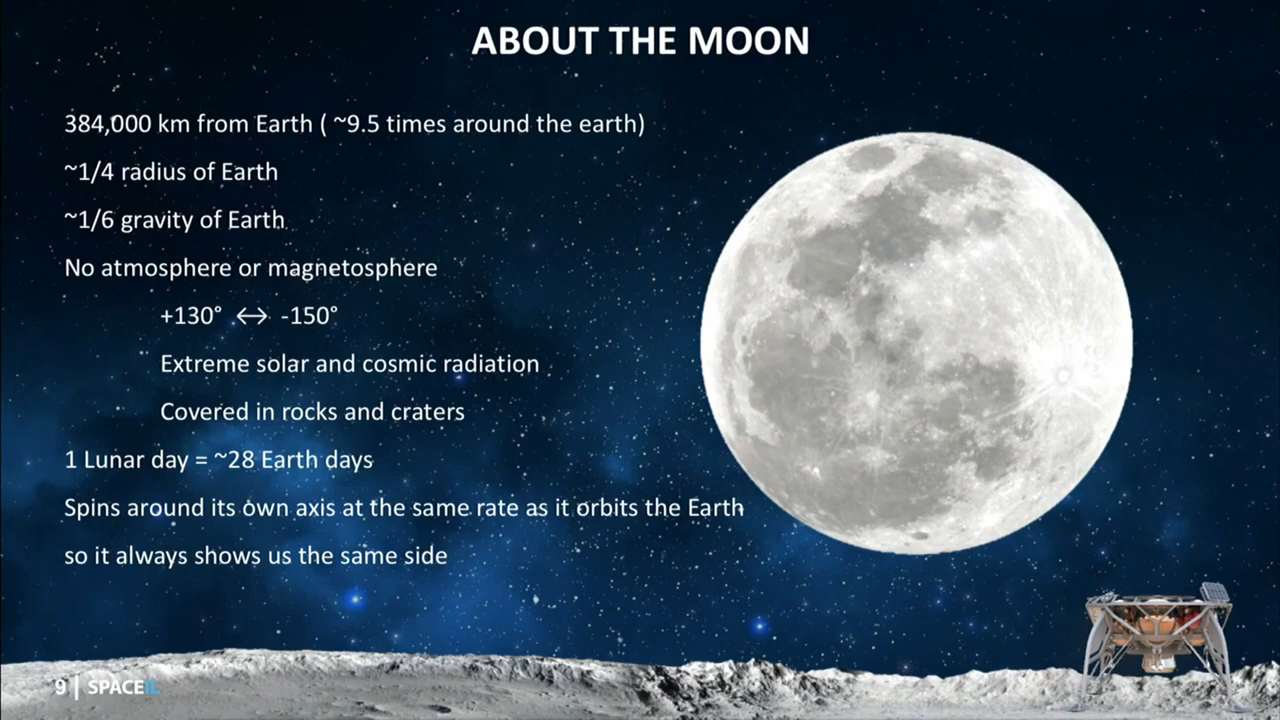 ABOUT THE MOON
384,000 km from Earth ( ~9.5 times around the earth)
~1/4 radius of Earth
~1/6 gravity of Earth
No atmosphere or magnetosphere
+130° ↔ -150°
Extreme solar and cosmic radiation
Covered in rocks and craters
1 Lunar day = ~28 Earth days
Spins around its own axis at the same rate as it orbits the Earth
so it always shows us the same side
9 | SPACEIL